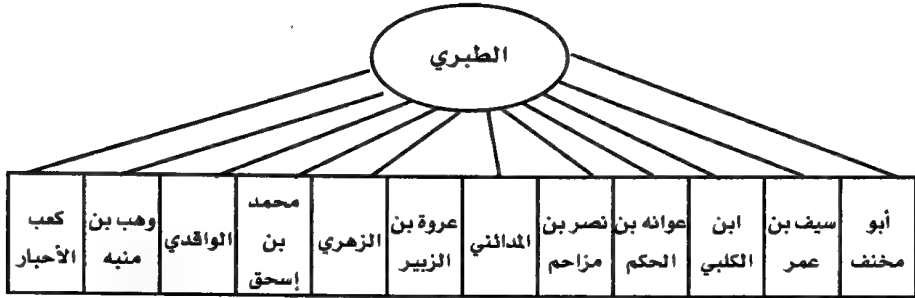 الطبري
أبو
مخنف
سيف بن
عمر
ابن
الكلبي
عوانه بن
الحكم
نصر بن
مزاحم
المدائني
عروة بن
الزبير
الزهري
محمد
بن
إسحق
الواقدي
وهب بن
منبه
كعب
الأحبار